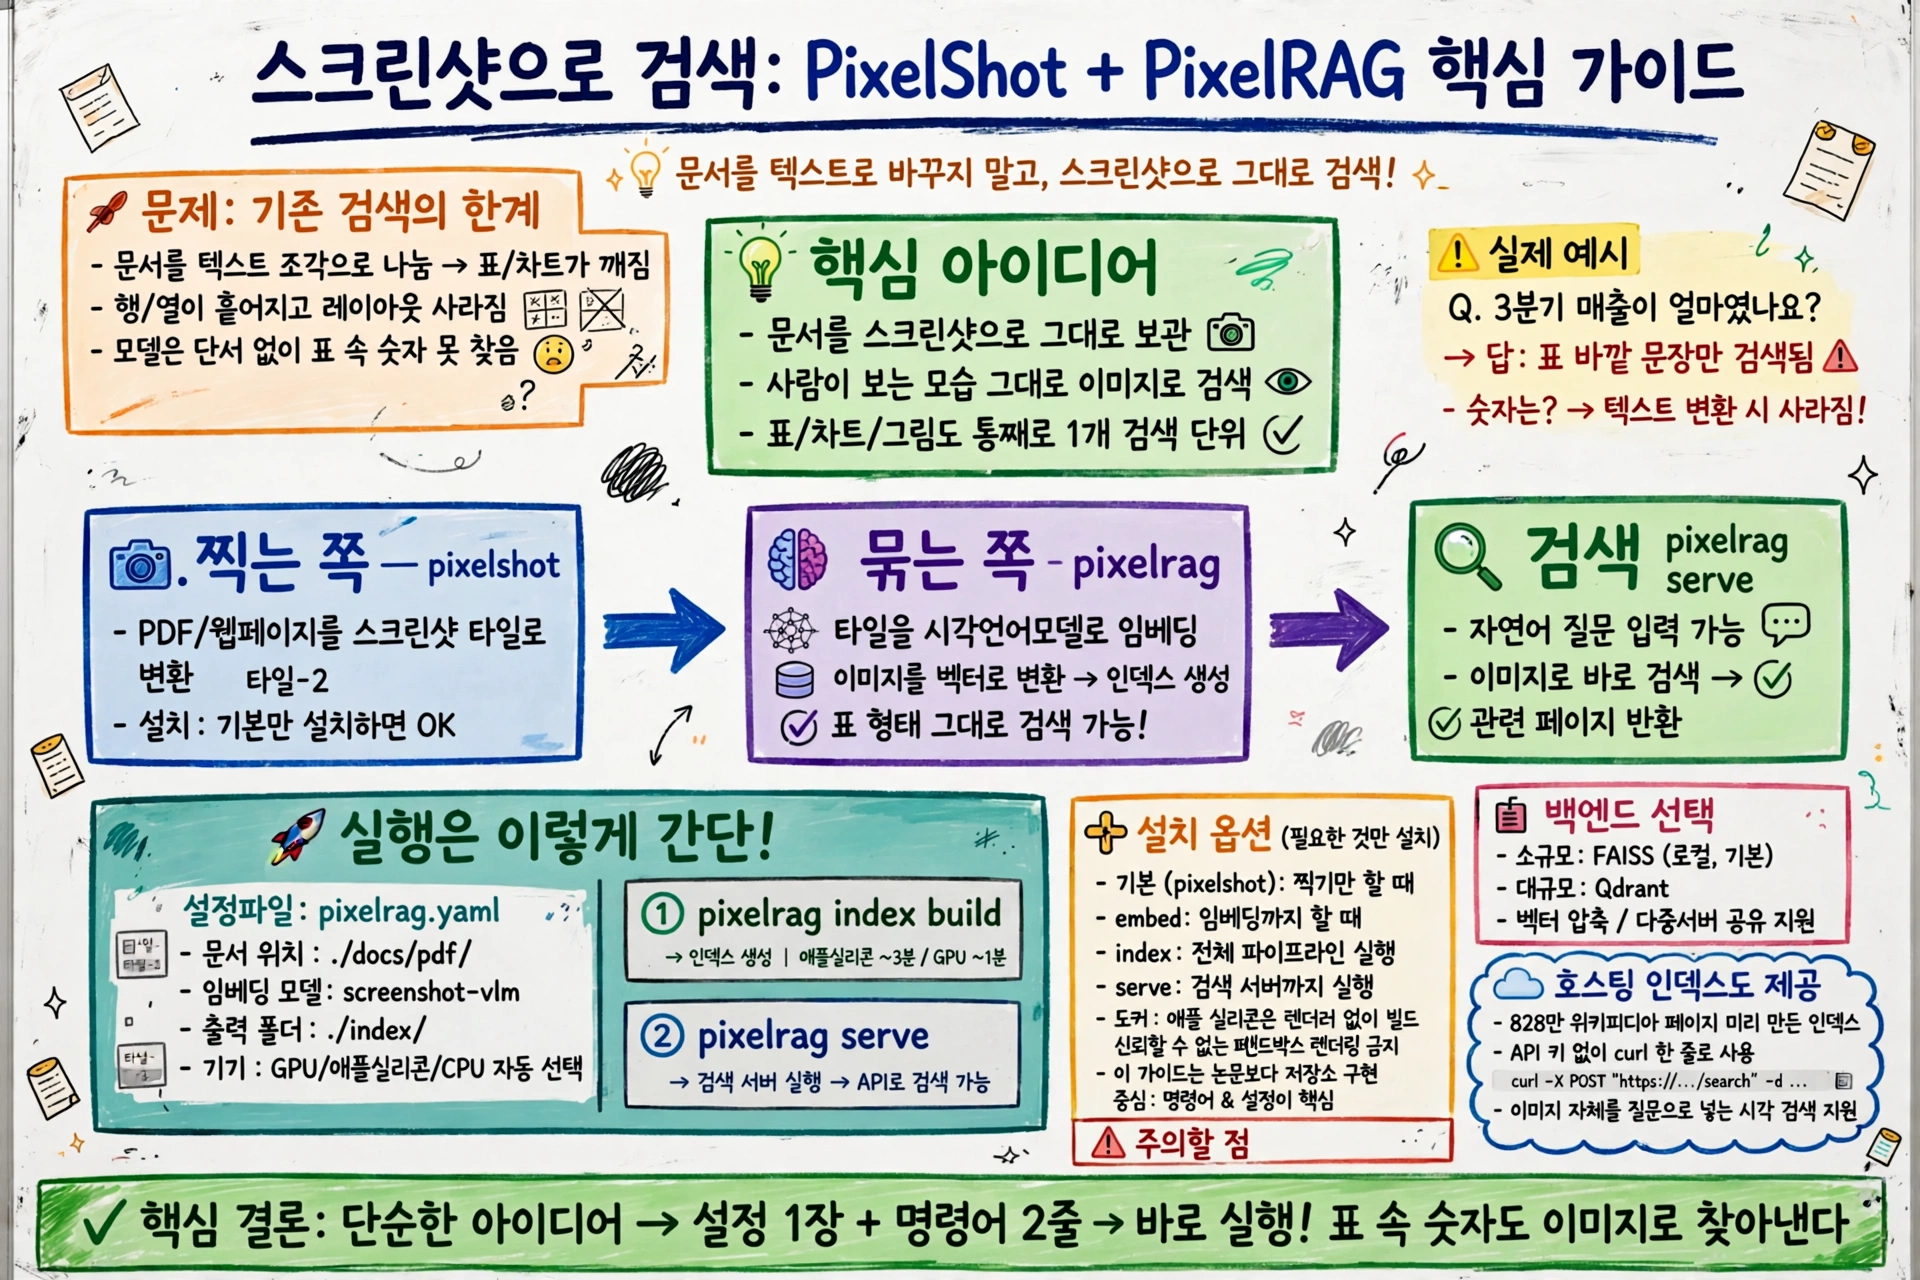 스크린샷으로 검색: PixelShot + PixelRAG 핵심 가이드
문서를 텍스트로 바꾸지 말고, 스크린샷으로 그대로 검색!
문제: 기존 검색의 한계
- 문서를 텍스트 조각으로 나눔 → 표/차트가 깨짐
- 행/열이 흩어지고 레이아웃 사라짐
- 모델은 단서 없이 표 속 숫자 못 찾음
?
핵심 아이디어
- 문서를 스크린샷으로 그대로 보관
- 사람이 보는 모습 그대로 이미지로 검색
- 표/차트/그림도 통째로 1개 검색 단위
실제 예시
Q. 3분기 매출이 얼마였나요?
→ 답: 표 바깥 문장만 검색됨
- 숫자는? → 텍스트 변환 시 사라짐!
찍는 쪽 — pixelshot
- PDF/웹페이지를 스크린샷 타일로
변환 타일-2
- 설치: 기본만 설치하면 OK
묶는 쪽 - pixelrag
타일을 시각언어모델로 임베딩
이미지를 벡터로 변환 → 인덱스 생성
표 형태 그대로 검색 가능!
검색 pixelrag
serve
- 자연어 질문 입력 가능
- 이미지로 바로 검색 →
관련 페이지 반환
실행은 이렇게 간단!
설정파일: pixelrag.yaml
- 문서 위치: ./docs/pdf/
- 임베딩 모델: screenshot-vlm
- 출력 폴더: ./index/
- 기기: GPU/애플실리콘/CPU 자동 선택
① pixelrag index build
→ 인덱스 생성 | 애플실리콘 ~3분 / GPU ~1분
② pixelrag serve
→ 검색 서버 실행 → API로 검색 가능
설치 옵션 (필요한 것만 설치)
- 기본 (pixelshot): 찍기만 할 때
- embed: 임베딩까지 할 때
- index: 전체 파이프라인 실행
- serve: 검색 서버까지 실행
- 도커: 애플 실리콘은 렌더러 없이 빌드
신뢰할 수 없는 렌더링 금지
- 이 가이드는 논문보다 저장소 구현
중심: 명령어 & 설정이 핵심
주의할 점
백엔드 선택
- 소규모: FAISS (로컬, 기본)
- 대규모: Qdrant
- 벡터 압축 / 다중서버 공유 지원
호스팅 인덱스도 제공
- 828만 위키피디아 페이지 미리 만든 인덱스
- API 키 없이 curl 한 줄로 사용
curl -X POST "https://.../search" -d ...
- 이미지 자체를 질문으로 넣는 시각 검색 지원
핵심 결론: 단순한 아이디어 → 설정 1장 + 명령어 2줄 → 바로 실행! 표 속 숫자도 이미지로 찾아낸다